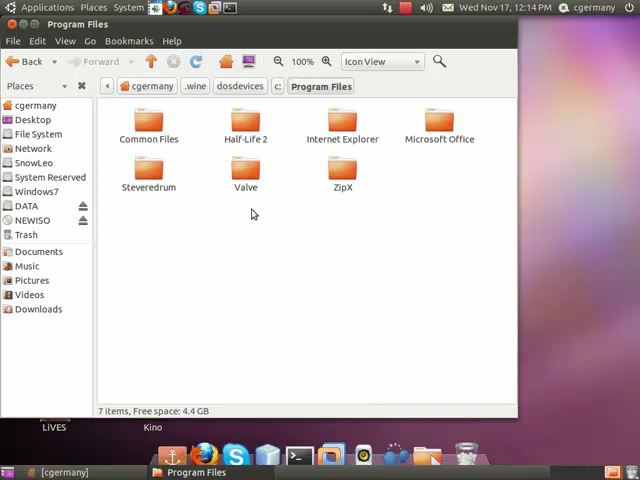 Applications Places System Wed Nov 17, 12:14 PM cgermany
Program Files
File Edit View Go Bookmarks Help
Back Forward 100% Icon View
Places cgermany .wine dosdevices c: Program Files
cgermany
Desktop
File System
Network
SnowLeo
System Reserved
Windows7
DATA
NEWISO
Trash
Documents
Music
Pictures
Videos
Downloads
Common Files Half-Life 2 Internet Explorer Microsoft Office
Steveredrum Valve ZipX
7 items, Free space: 4.4 GB
LiVES Kino
[cgermany] Program Files